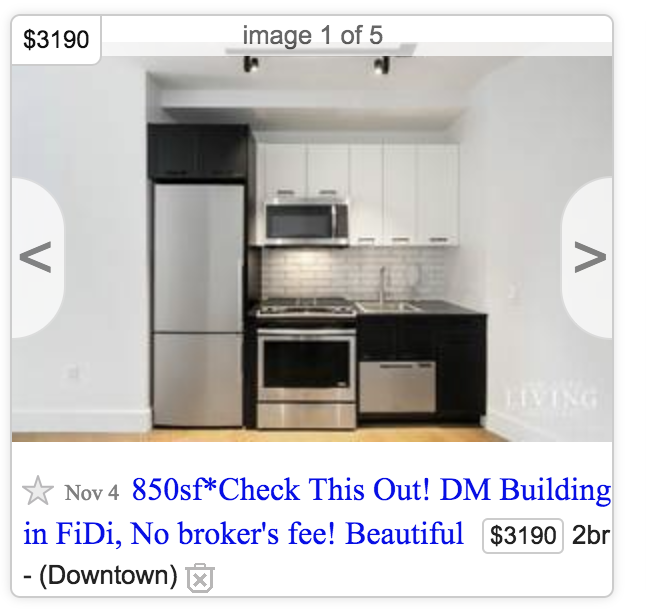 $3190
image 1 of 5
<
>
LIVING
Nov 4 850sf*Check This Out! DM Building
in FiDi, No broker's fee! Beautiful $3190 2br
- (Downtown)